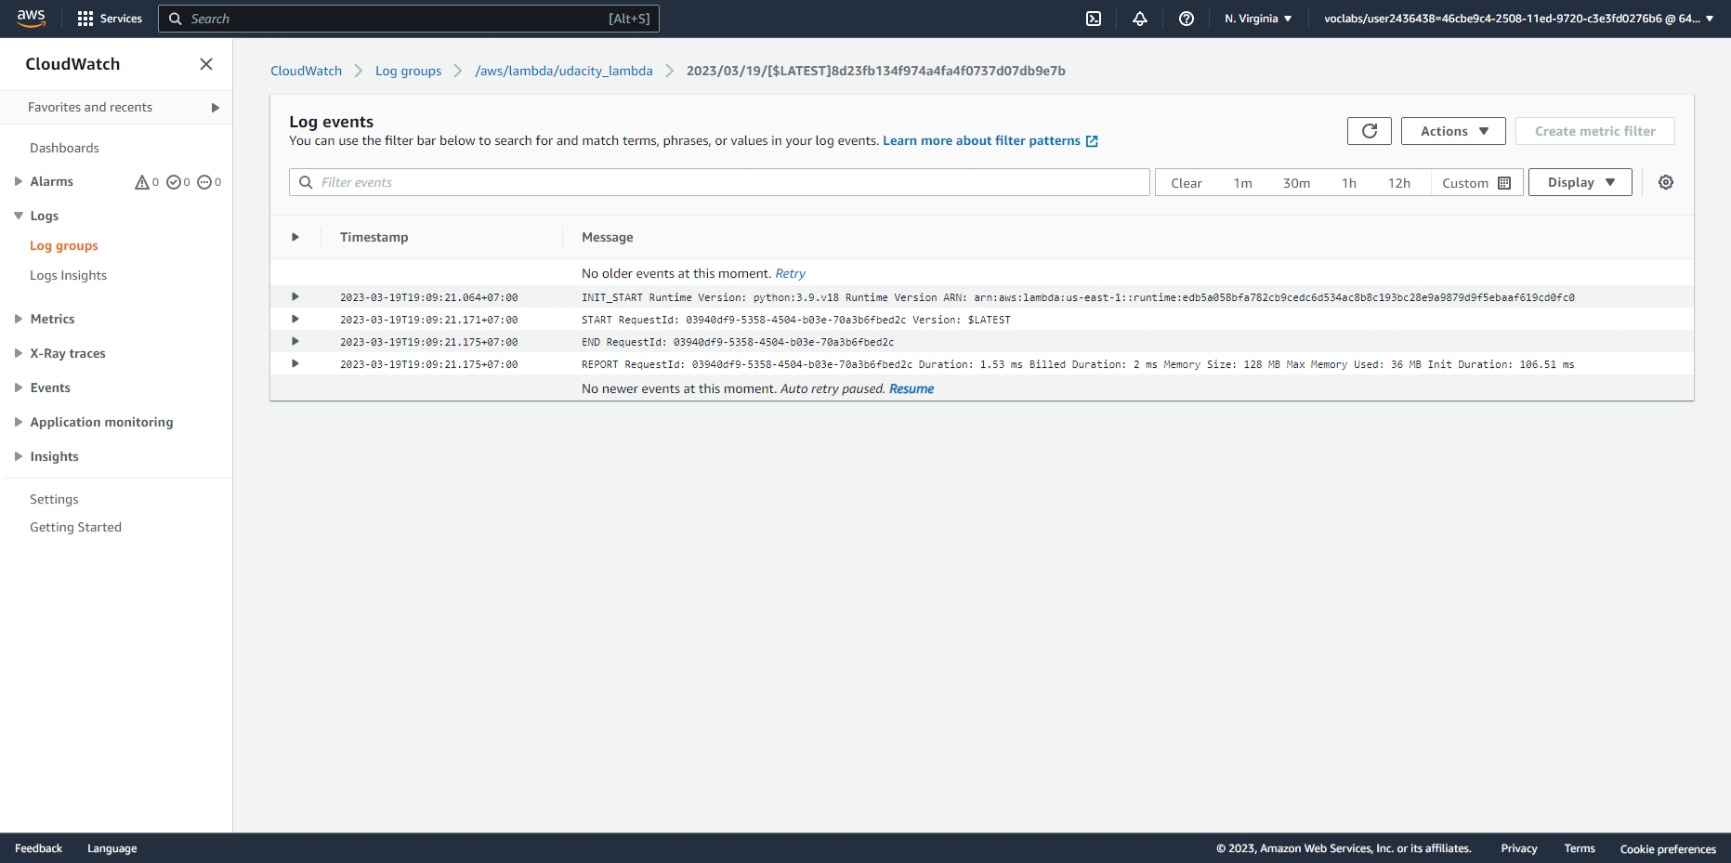 aws Services Search [Alt+S] N. Virginia voclabs/user2436438=46cbe9c4-2508-11ed-9720-c3e3fd0276b6 @ 64...
CloudWatch
Favorites and recents
Dashboards
Alarms 0 0 0
Logs
Log groups
Logs Insights
Metrics
X-Ray traces
Events
Application monitoring
Insights
Settings
Getting Started
CloudWatch Log groups /aws/lambda/udacity_lambda 2023/03/19/[$LATEST]8d23fb134f974a4fa4f0737d07db9e7b
Log events
You can use the filter bar below to search for and match terms, phrases, or values in your log events. Learn more about filter patterns
Actions Create metric filter
Filter events Clear 1m 30m 1h 12h Custom Display
Timestamp Message
No older events at this moment. Retry
2023-03-19T19:09:21.064+07:00 INIT_START Runtime Version: python:3.9.v18 Runtime Version ARN: arn:aws:lambda:us-east-1::runtime:edb5a058bfa782cb9cedc6d534ac8b8c193bc28e9a9879d9f5ebaaf619cd0fc0
2023-03-19T19:09:21.171+07:00 START RequestId: 03940df9-5358-4504-b03e-70a3b6fbed2c Version: $LATEST
2023-03-19T19:09:21.175+07:00 END RequestId: 03940df9-5358-4504-b03e-70a3b6fbed2c
2023-03-19T19:09:21.175+07:00 REPORT RequestId: 03940df9-5358-4504-b03e-70a3b6fbed2c Duration: 1.53 ms Billed Duration: 2 ms Memory Size: 128 MB Max Memory Used: 36 MB Init Duration: 106.51 ms
No newer events at this moment. Auto retry paused. Resume
Feedback Language © 2023, Amazon Web Services, Inc. or its affiliates. Privacy Terms Cookie preferences